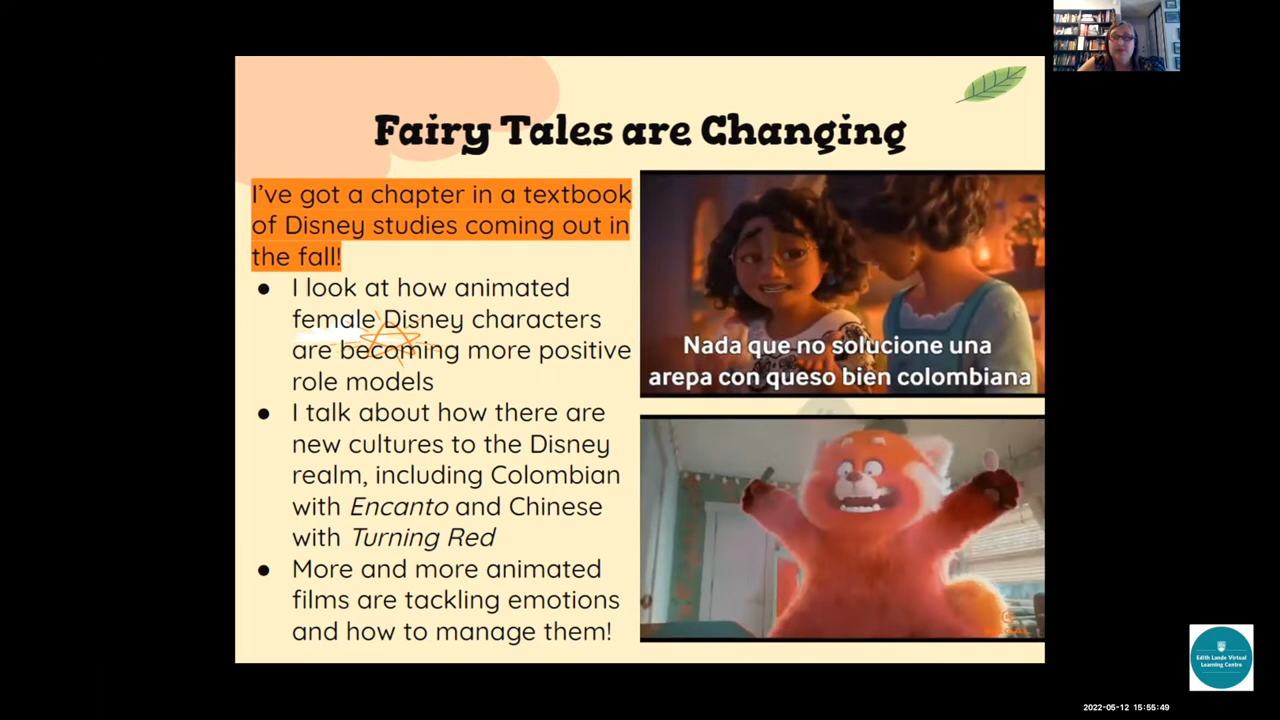 Fairy Tales are Changing
I've got a chapter in a textbook
of Disney studies coming out in
the fall!
● I look at how animated
female Disney characters
are becoming more positive
role models
● I talk about how there are
new cultures to the Disney
realm, including Colombian
with Encanto and Chinese
with Turning Red
● More and more animated
films are tackling emotions
and how to manage them!
Nada que no solucione una
arepa con queso bien colombiana
Edith Lando Virtual
Learning Centre
2022-05-12 15:55:49